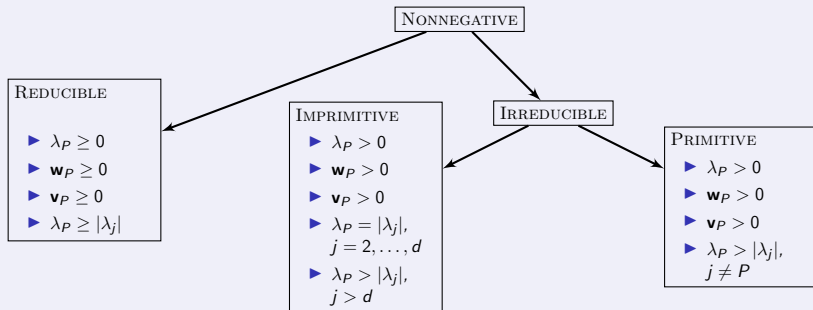 NONNEGATIVE
REDUCIBLE
▶ λ_P ≥ 0
▶ w_P ≥ 0
▶ v_P ≥ 0
▶ λ_P ≥ |λ_j|
IRREDUCIBLE
IMPRIMITIVE
▶ λ_P > 0
▶ w_P > 0
▶ v_P > 0
▶ λ_P = |λ_j|,
j = 2, . . . , d
▶ λ_P > |λ_j|,
j > d
PRIMITIVE
▶ λ_P > 0
▶ w_P > 0
▶ v_P > 0
▶ λ_P > |λ_j|,
j ≠ P